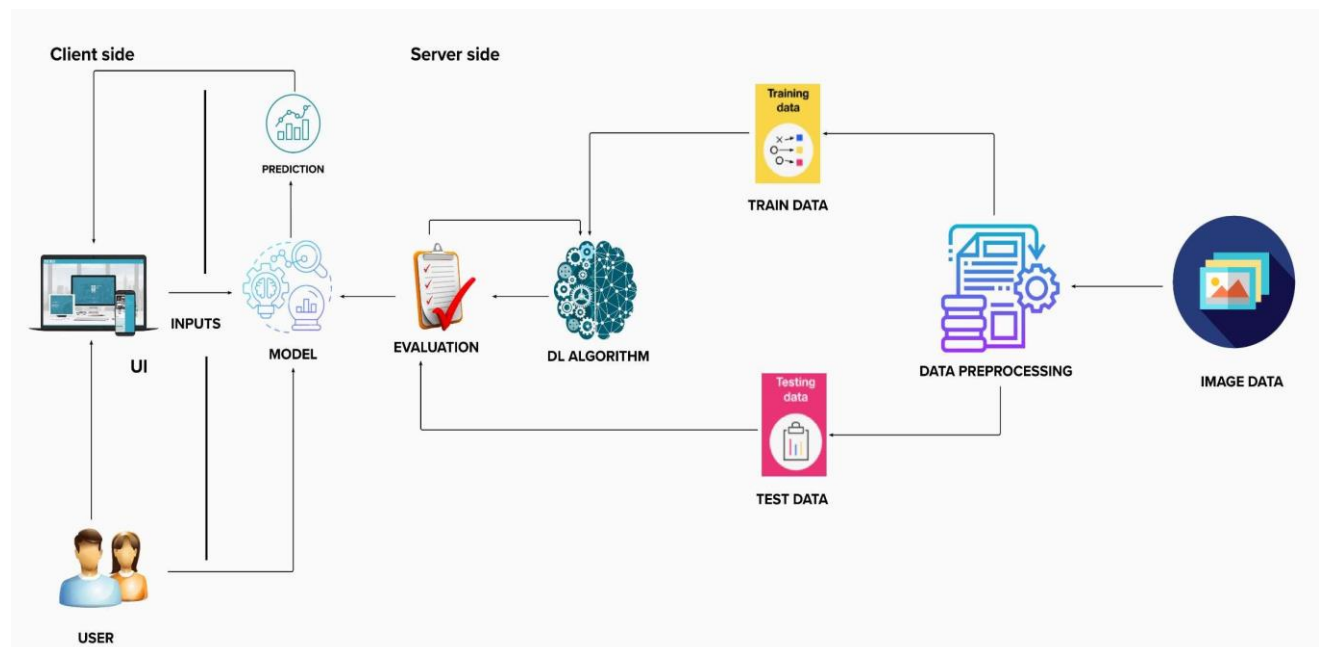 Client side
Server side
Training
data
PREDICTION
TRAIN DATA
INPUTS
UI
MODEL
EVALUATION
DL ALGORITHM
DATA PREPROCESSING
IMAGE DATA
Testing
data
TEST DATA
USER